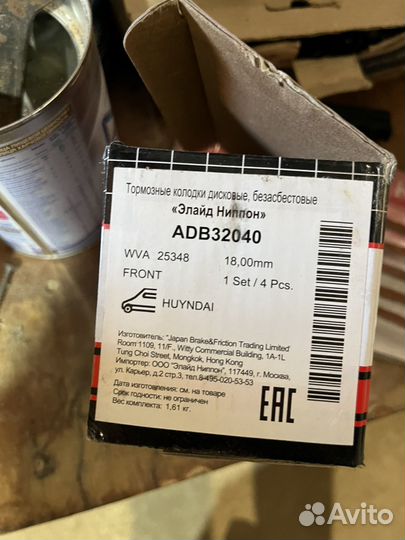 Тормозные колодки дисковые, безасбестовые
«Элайд Ниппон»
ADB32040
WVA 25348 18,00mm
FRONT 1 Set / 4 Pcs.
HUYNDAI
Изготовитель: "Japan Brake&Friction Trading Limited"
Room 1109, 11/F., Witty Commercial Building, 1A-1L
Tung Choi Street, Mongkok, Hong Kong
Импортер: ООО "Элайд Ниппон", 117449, г. Москва,
ул. Карьер, д.2 стр.3, тел.8-495-020-53-53
Дата изготовления: см. на товаре
Срок годности: не ограничен
Вес комплекта: 1,61 кг.
EAC
Avito